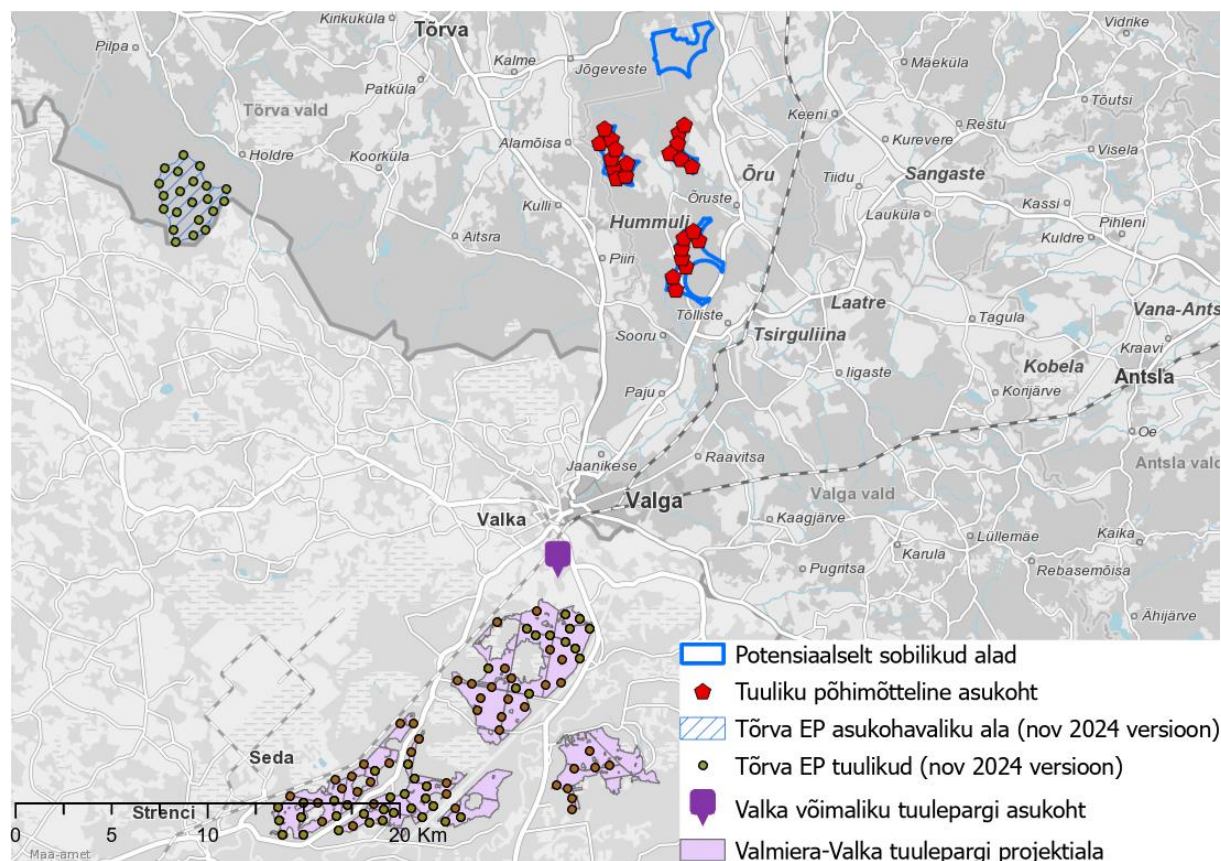 Kirikuküla
Tõrva
Vidrike
Pilpa
Kalme
Jõgeveste
Mäeküla
Patküla
Tõutsi
Tõrva vald
Keeni
Restu
Alamõisa
Kurevere
Visela
Holdre
Koorküla
Õru
Sangaste
Tiidu
Õruste
Kassi
Kulli
Hummuli
Lauküla
Pihleni
Aitsra
Kuldre
Piiri
Laatre
Vana-Ants
Tõlliste
Tagula
Sooru
Tsirguliina
Kraavi
Kobela
Iigaste
Antsla
Paju
Korijärve
Oe
Jaanikese
Raavitsa
Antsla vald
Valga
Valga vald
Valka
Kaagjärve
Lüllemäe
Kaika
Karula
Pugritsa
Rebasemõisa
Ähijärve
Potensiaalselt sobilikud alad
Tuuliku põhimõtteline asukoht
Tõrva EP asukohavaliku ala (nov 2024 versioon)
Seda
Tõrva EP tuulikud (nov 2024 versioon)
Strenci
Valka võimaliku tuulepargi asukoht
0 10 20 Km
Valmiera-Valka tuulepargi projektiala
Maa-amet